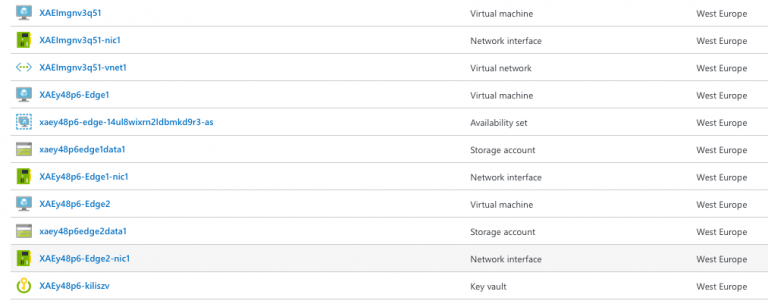 XAEImgnv3q51 Virtual machine West Europe
XAEImgnv3q51-nic1 Network interface West Europe
XAEImgnv3q51-vnet1 Virtual network West Europe
XAEy48p6-Edge1 Virtual machine West Europe
xaey48p6-edge-14ul8wixrn2ldbmkd9r3-as Availability set West Europe
xaey48p6edge1data1 Storage account West Europe
XAEy48p6-Edge1-nic1 Network interface West Europe
XAEy48p6-Edge2 Virtual machine West Europe
xaey48p6edge2data1 Storage account West Europe
XAEy48p6-Edge2-nic1 Network interface West Europe
XAEy48p6-kiliszv Key vault West Europe